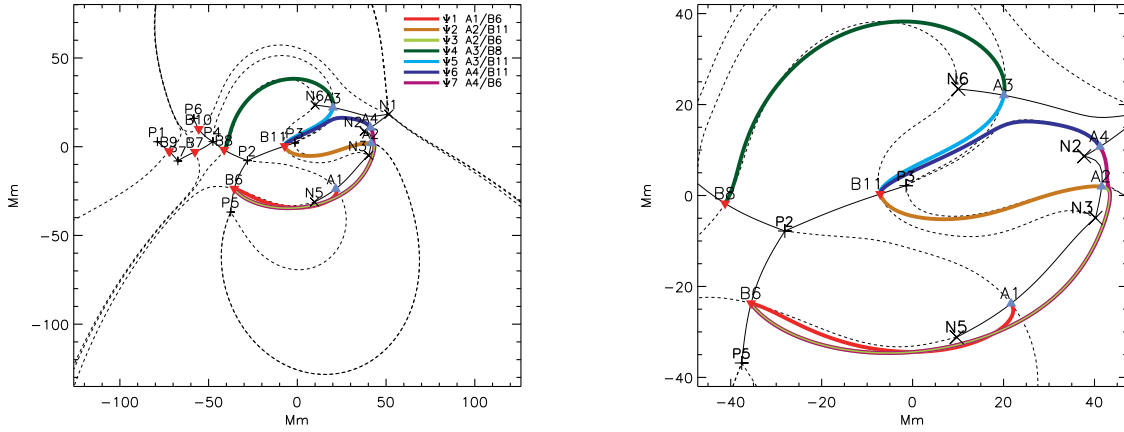 Ψ1 A1/B6
Ψ2 A2/B11
Ψ3 A2/B6
Ψ4 A3/B8
Ψ5 A3/B11
Ψ6 A4/B11
Ψ7 A4/B6
50
0
-50
-100
Mm
P6
B10
P1
B9
B7
P4
B8
P2
B11
P3
N6
A3
N1
A4
N2
A2
N3
B6
P5
N5
A1
-100
-50
0
50
100
Mm
40
20
0
-20
-40
Mm
N6
A3
A4
N2
A2
N3
B8
B11
P3
P2
B6
A1
N5
P5
-40
-20
0
20
40
Mm